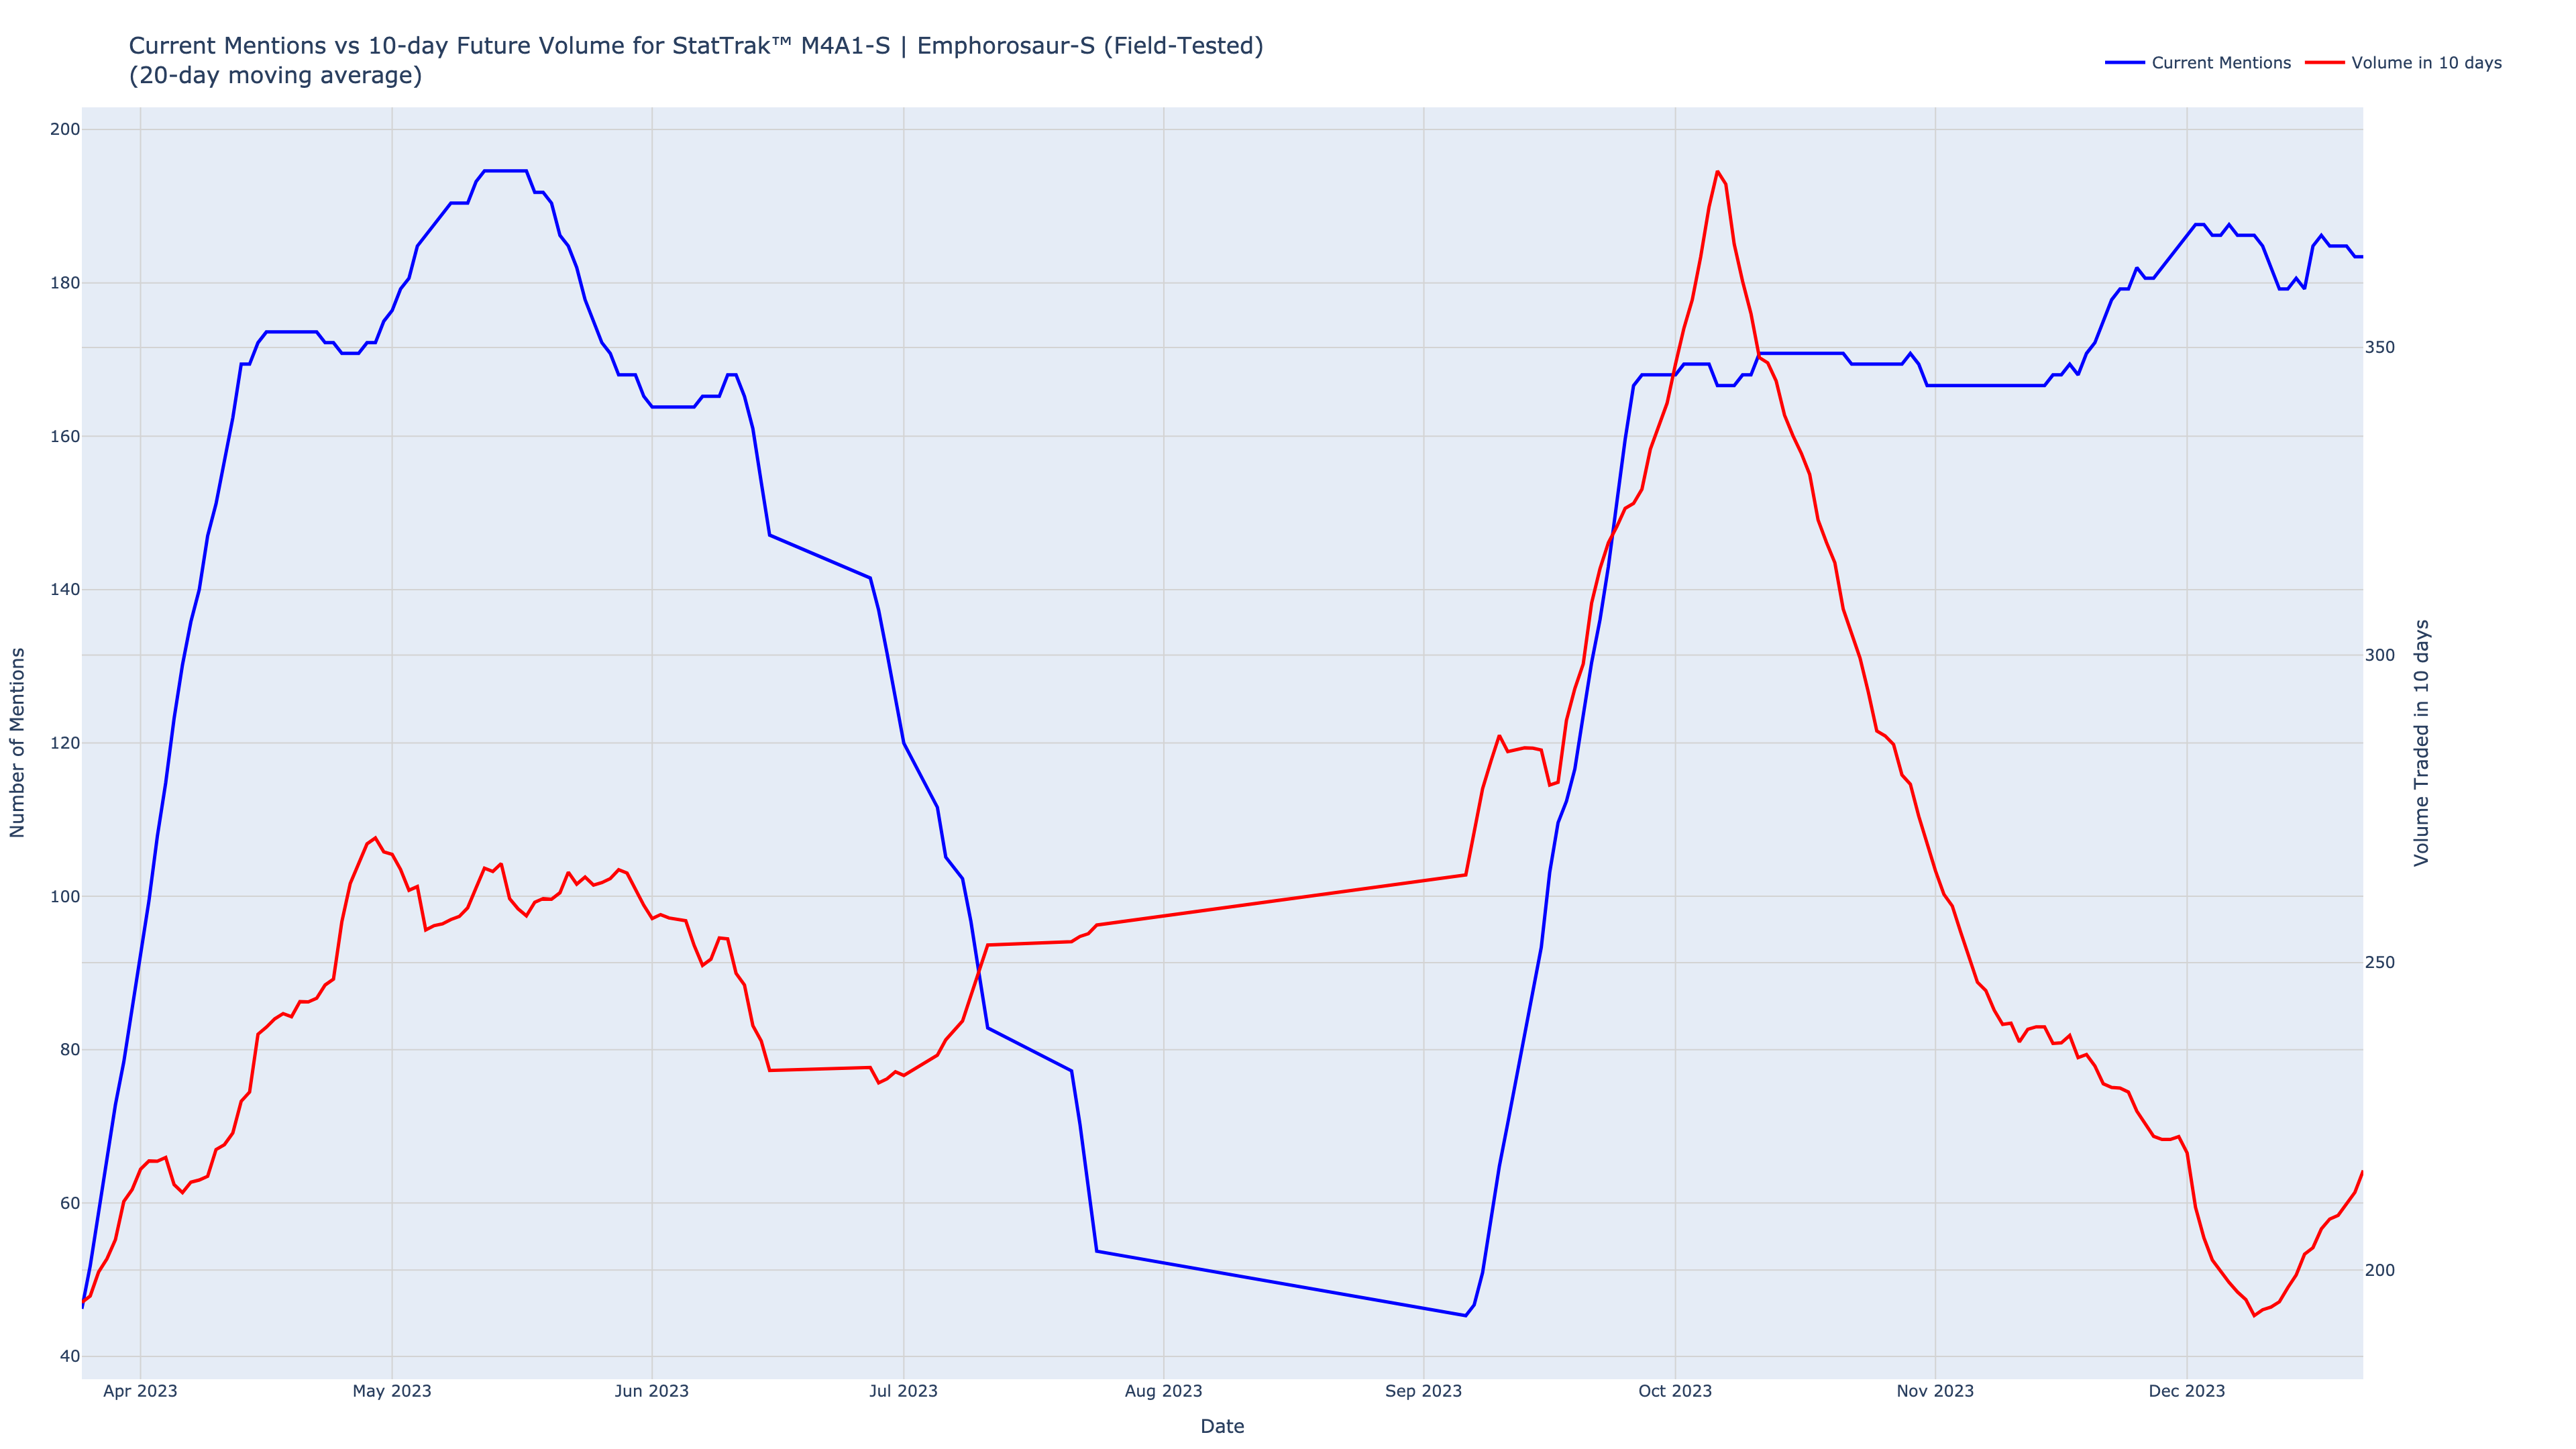 Current Mentions vs 10-day Future Volume for StatTrak™ M4A1-S | Emphorosaur-S (Field-Tested)
(20-day moving average)
Current Mentions
Volume in 10 days
200
180
160
140
120
100
80
60
40
Number of Mentions
350
300
250
200
Volume Traded in 10 days
Apr 2023
May 2023
Jun 2023
Jul 2023
Aug 2023
Sep 2023
Oct 2023
Nov 2023
Dec 2023
Date